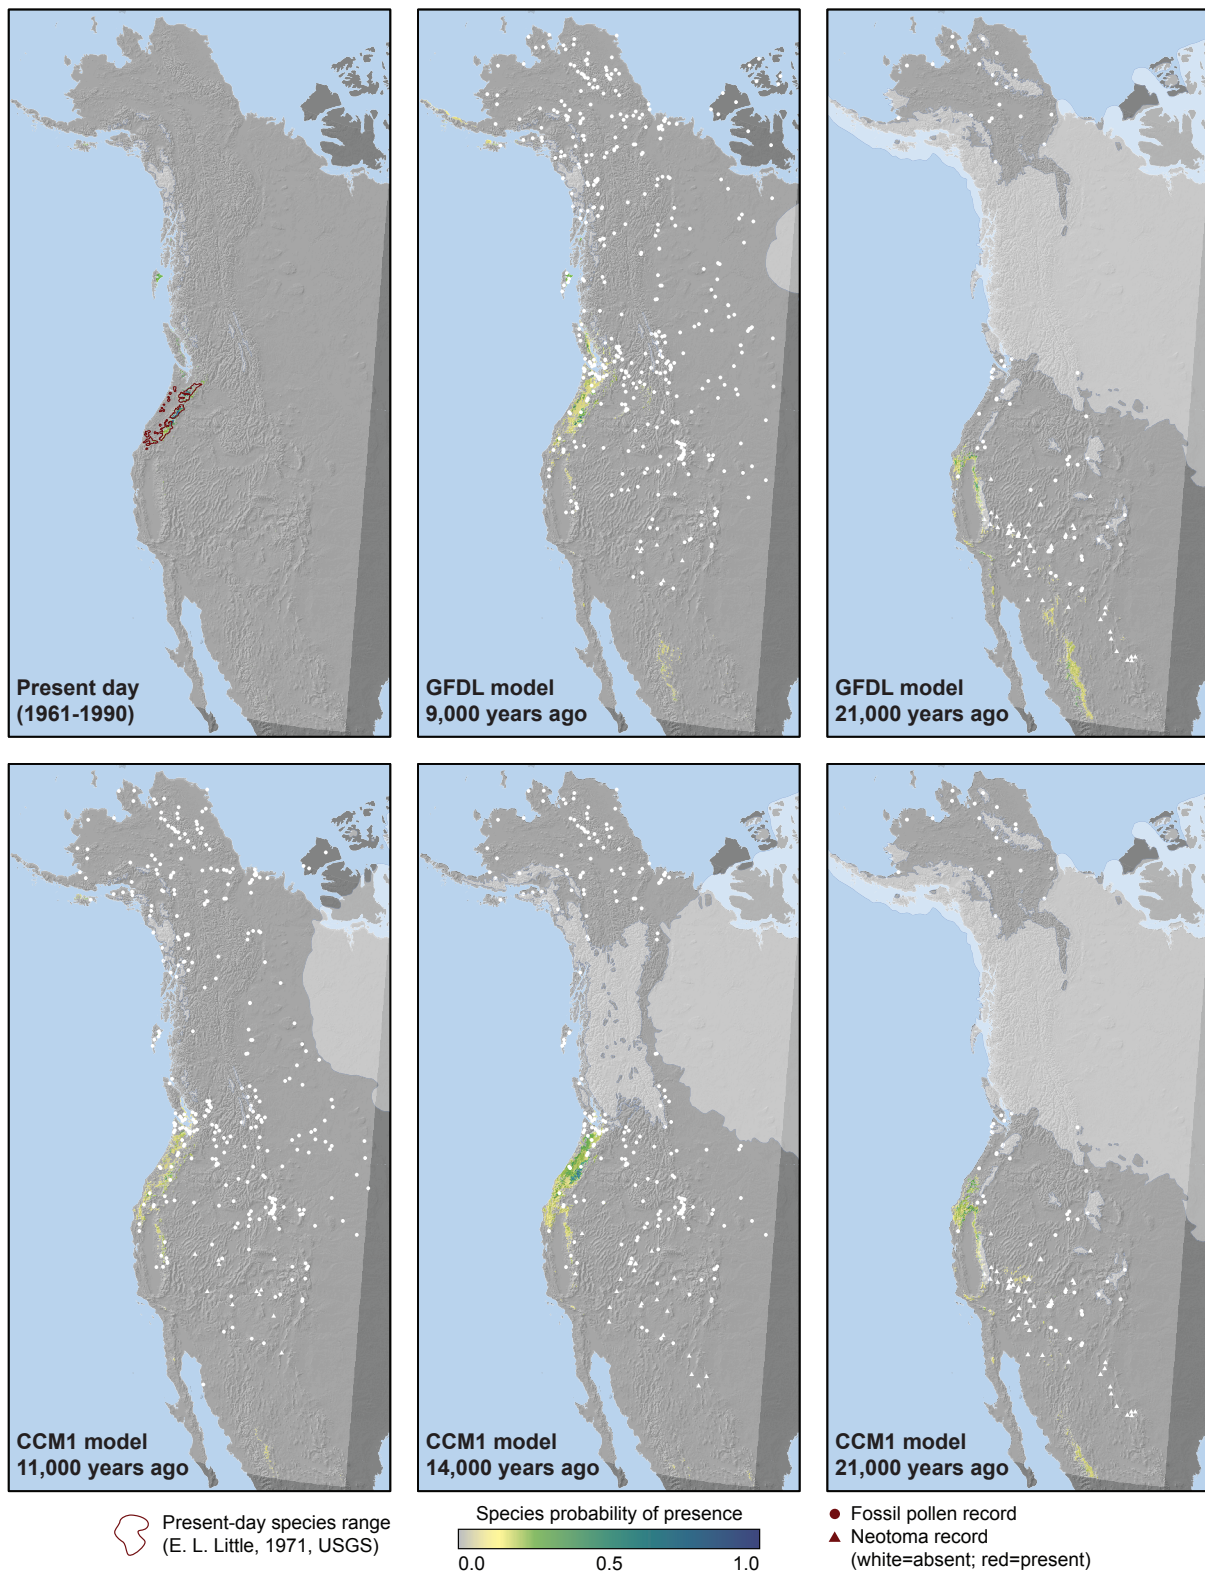 Present day
(1961-1990)
GFDL model
9,000 years ago
GFDL model
21,000 years ago
CCM1 model
11,000 years ago
CCM1 model
14,000 years ago
CCM1 model
21,000 years ago
Present-day species range
(E. L. Little, 1971, USGS)
Species probability of presence
0.0 0.5 1.0
Fossil pollen record
Neotoma record
(white=absent; red=present)